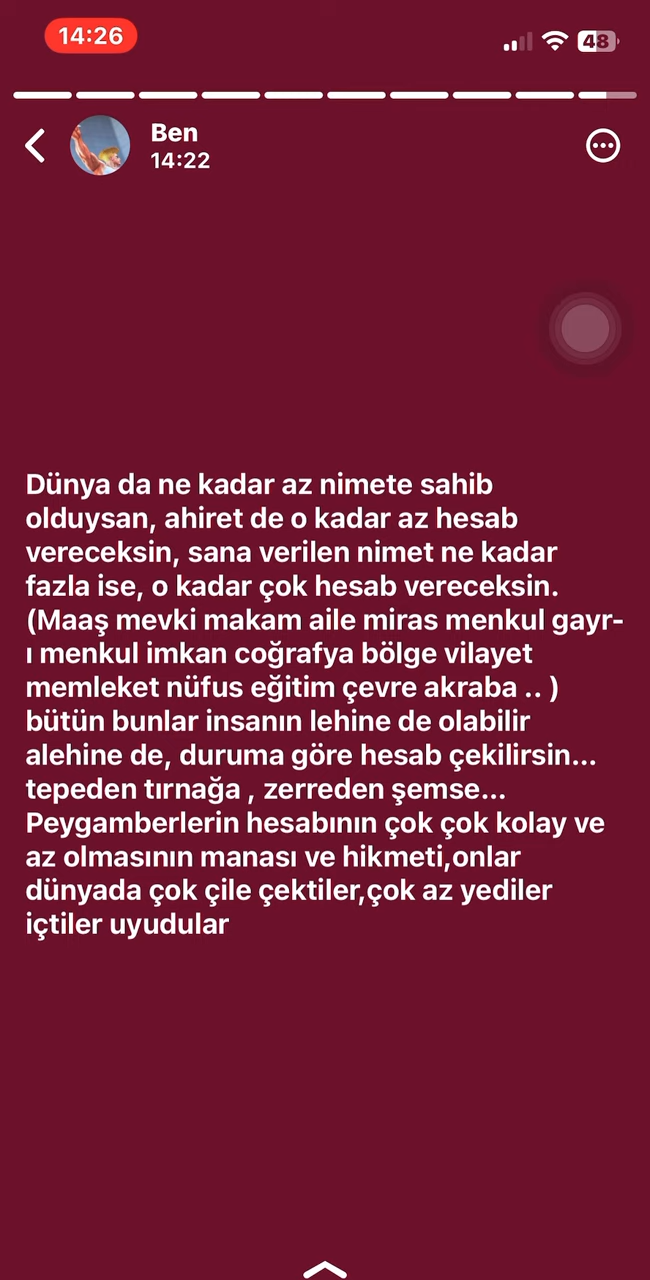 14:26
48
Ben
14:22
Dünya da ne kadar az nimete sahib
olduysan, ahiret de o kadar az hesab
vereceksin, sana verilen nimet ne kadar
fazla ise, o kadar çok hesab vereceksin.
(Maaş mevki makam aile miras menkul gayr-
ı menkul imkan coğrafya bölge vilayet
memleket nüfus eğitim çevre akraba .. )
bütün bunlar insanın lehine de olabilir
alehine de, duruma göre hesab çekilirsin...
tepeden tırnağa , zerreden şemse...
Peygamberlerin hesabının çok çok kolay ve
az olmasının manası ve hikmeti,onlar
dünyada çok çile çektiler,çok az yediler
içtiler uyudular